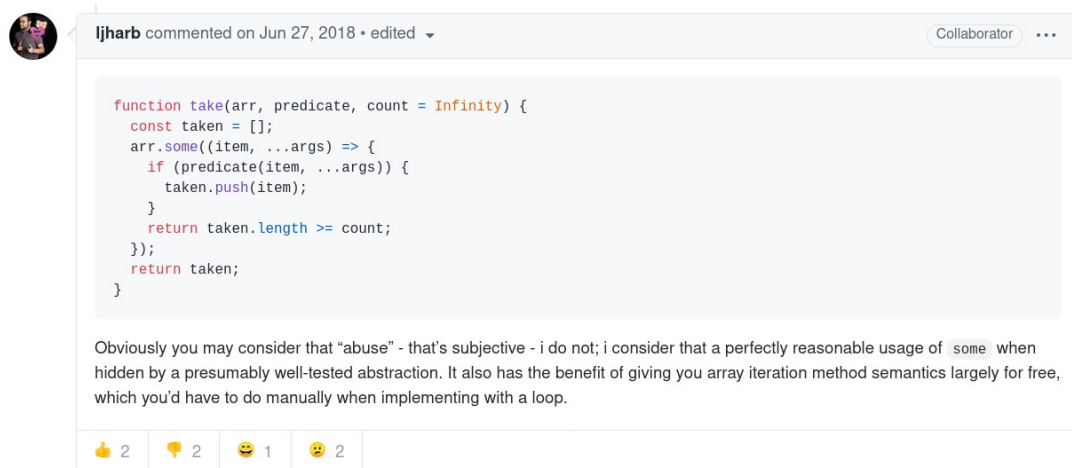 ljharb commented on Jun 27, 2018 • edited
Collaborator
function take(arr, predicate, count = Infinity) {
  const taken = [];
  arr.some((item, ...args) => {
    if (predicate(item, ...args)) {
      taken.push(item);
    }
    return taken.length >= count;
  });
  return taken;
}
Obviously you may consider that “abuse” - that’s subjective - i do not; i consider that a perfectly reasonable usage of some when
hidden by a presumably well-tested abstraction. It also has the benefit of giving you array iteration method semantics largely for free,
which you’d have to do manually when implementing with a loop.
👍 2 👎 2 😄 1 😕 2